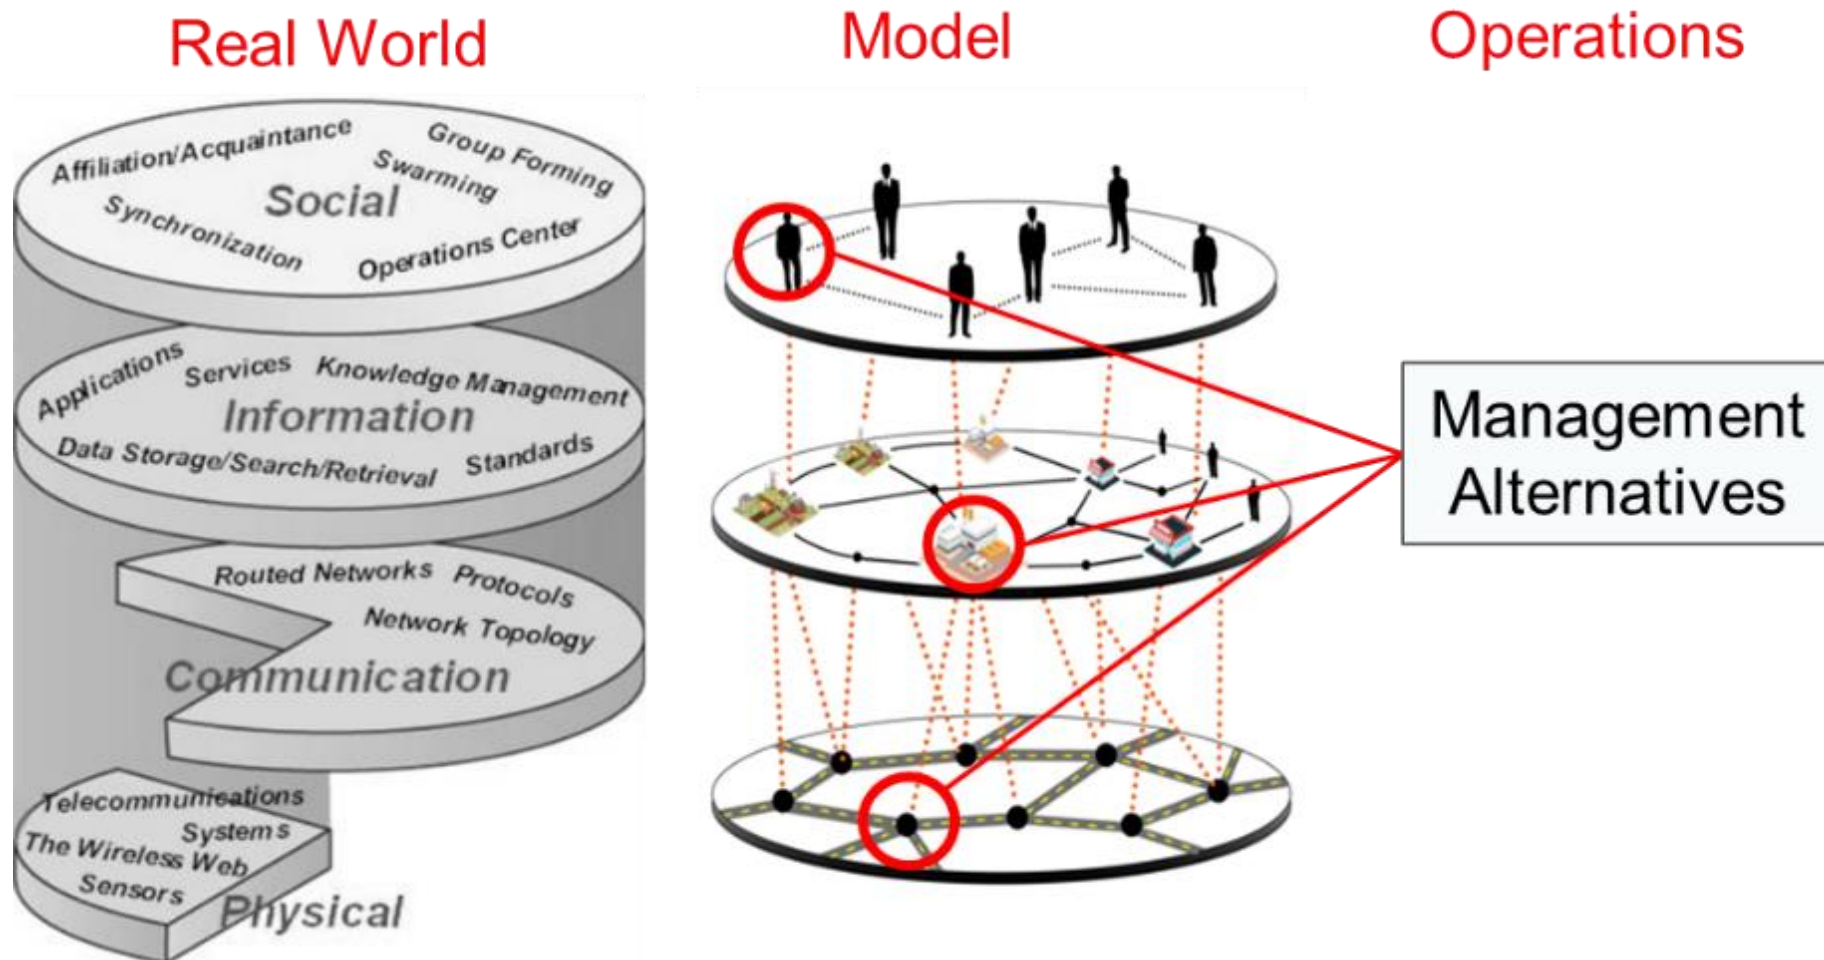 Real World
Model
Operations
Affiliation/Acquaintance
Group Forming
Swarming
Social
Synchronization
Operations Center
Applications
Services
Knowledge Management
Information
Data Storage/Search/Retrieval
Standards
Routed Networks
Protocols
Network Topology
Communication
Telecommunications
Systems
The Wireless Web
Sensors
Physical
Management
Alternatives